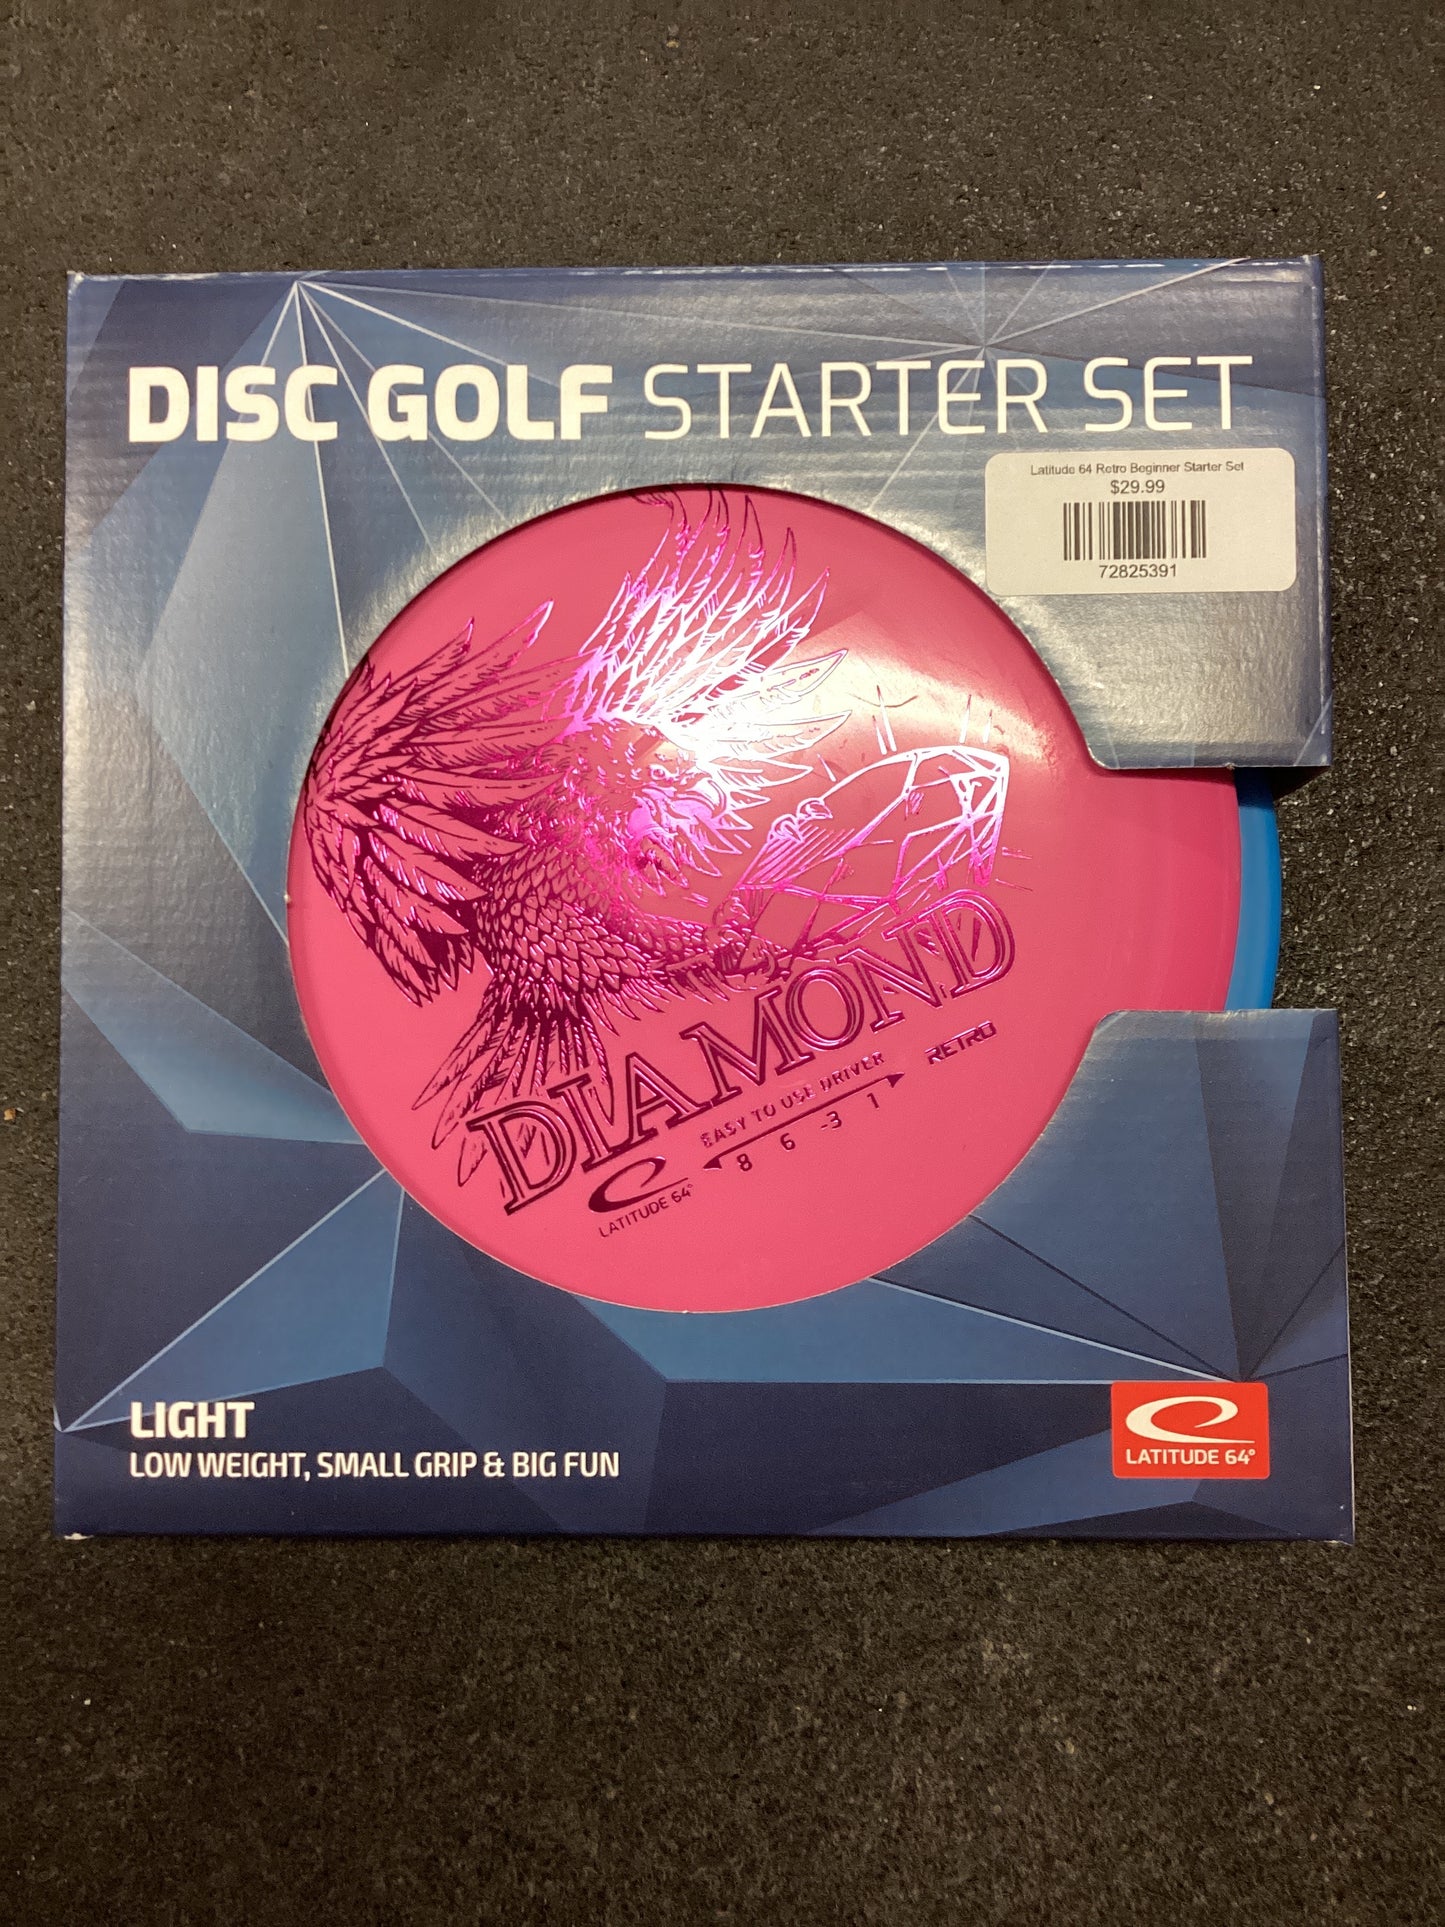 DISC GOLF STARTER SET
Latitude 64 Retro Beginner Starter Set
$29.99
72825391
DIAMOND
EASY TO USE DRIVER
RETRO
8 6 -3 1
LATITUDE 64°
LIGHT
LOW WEIGHT, SMALL GRIP & BIG FUN
LATITUDE 64°